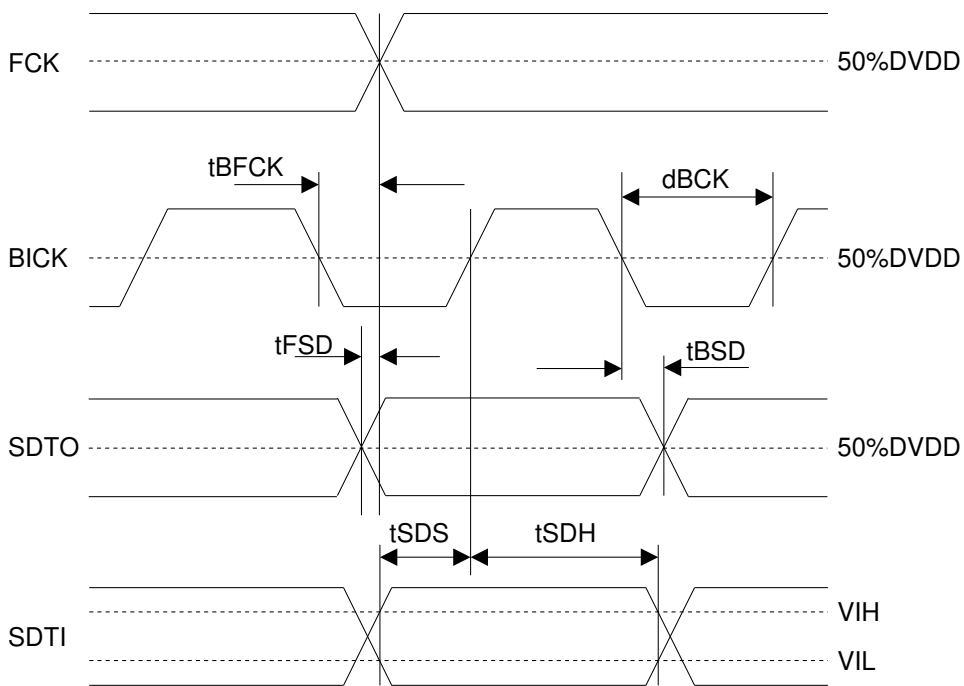 FCK
50%DVDD
tBFCK
dBCK
BICK
50%DVDD
tFSD
tBSD
SDTO
50%DVDD
tSDS
tSDH
VIH
SDTI
VIL